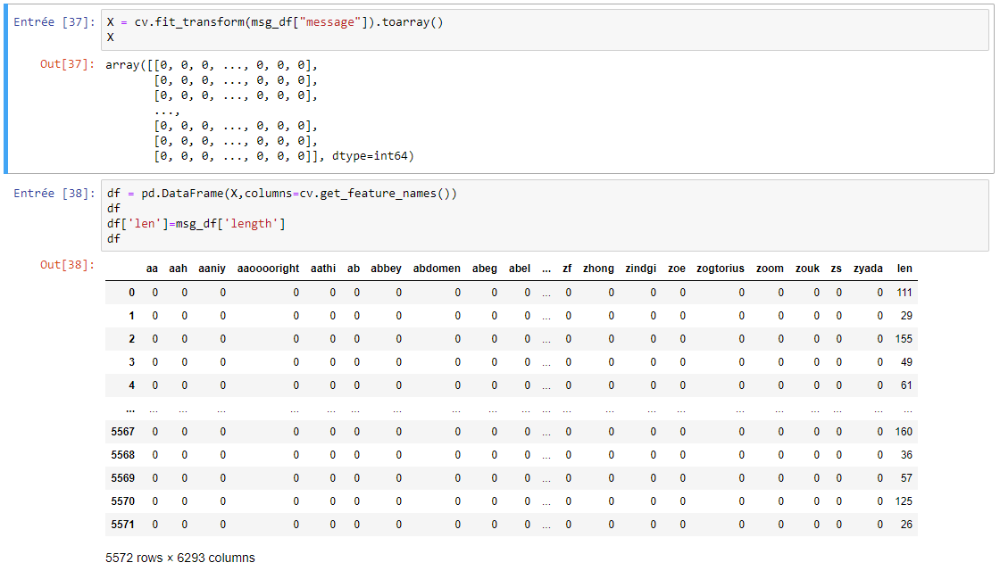 Entrée [37]: X = cv.fit_transform(msg_df["message"]).toarray()
X
Out[37]: array([[0, 0, 0, ..., 0, 0, 0],
[0, 0, 0, ..., 0, 0, 0],
[0, 0, 0, ..., 0, 0, 0],
...,
[0, 0, 0, ..., 0, 0, 0],
[0, 0, 0, ..., 0, 0, 0],
[0, 0, 0, ..., 0, 0, 0]], dtype=int64)
Entrée [38]: df = pd.DataFrame(X,columns=cv.get_feature_names())
df
df['len']=msg_df['length']
df
Out[38]:
aa aah aaniy aaooooright aathi ab abbey abdomen abeg abel ... zf zhong zindgi zoe zogtorius zoom zouk zs zyada len
0 0 0 0 0 0 0 0 0 0 0 ... 0 0 0 0 0 0 0 0 0 111
1 0 0 0 0 0 0 0 0 0 0 ... 0 0 0 0 0 0 0 0 0 29
2 0 0 0 0 0 0 0 0 0 0 ... 0 0 0 0 0 0 0 0 0 155
3 0 0 0 0 0 0 0 0 0 0 ... 0 0 0 0 0 0 0 0 0 49
4 0 0 0 0 0 0 0 0 0 0 ... 0 0 0 0 0 0 0 0 0 61
... ... ... ... ... ... ... ... ... ... ... ... ... ... ... ... ... ... ... ... ... ...
5567 0 0 0 0 0 0 0 0 0 0 ... 0 0 0 0 0 0 0 0 0 160
5568 0 0 0 0 0 0 0 0 0 0 ... 0 0 0 0 0 0 0 0 0 36
5569 0 0 0 0 0 0 0 0 0 0 ... 0 0 0 0 0 0 0 0 0 57
5570 0 0 0 0 0 0 0 0 0 0 ... 0 0 0 0 0 0 0 0 0 125
5571 0 0 0 0 0 0 0 0 0 0 ... 0 0 0 0 0 0 0 0 0 26
5572 rows × 6293 columns